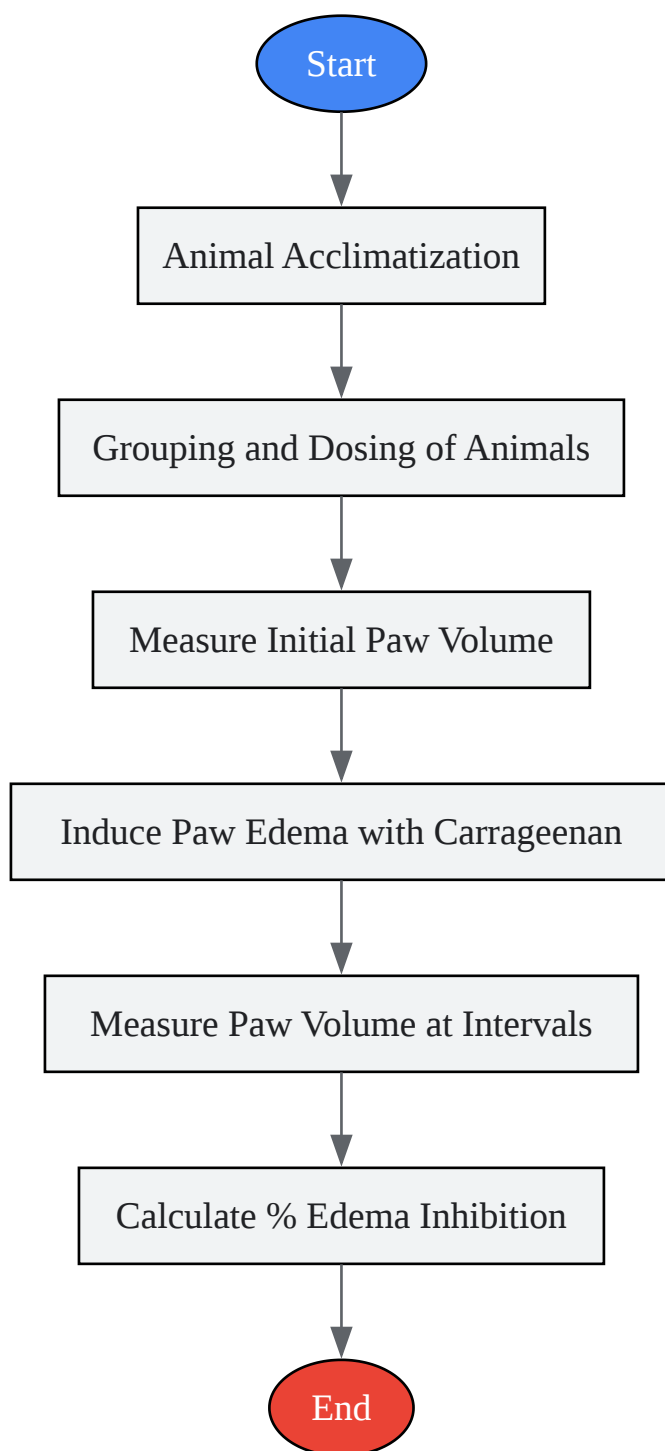 Start
Animal Acclimatization
Grouping and Dosing of Animals
Measure Initial Paw Volume
Induce Paw Edema with Carrageenan
Measure Paw Volume at Intervals
Calculate % Edema Inhibition
End